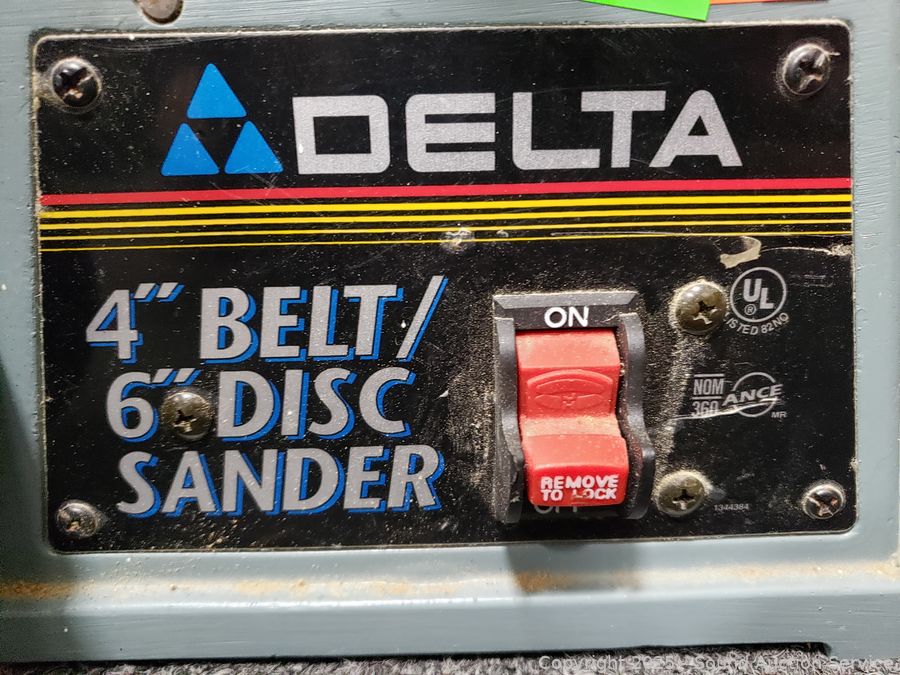 DELTA
4" BELT/
6" DISC
SANDER
ON
REMOVE
TO LOCK
OFF
UL
®
LISTED 82NO
NOM
360
ANCE
MR
1344384
Copyright 2025 - Sound Auction Service